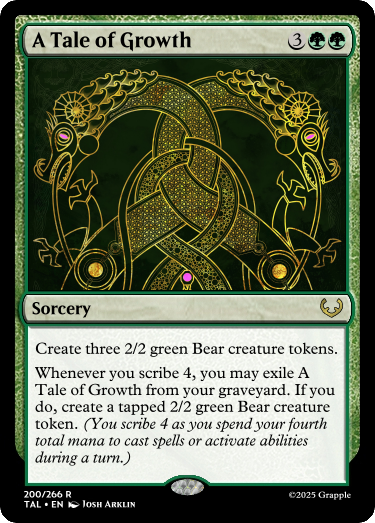 A Tale of Growth 3
Sorcery
Create three 2/2 green Bear creature tokens.
Whenever you scribe 4, you may exile A
Tale of Growth from your graveyard. If you
do, create a tapped 2/2 green Bear creature
token. (You scribe 4 as you spend your fourth
total mana to cast spells or activate abilities
during a turn.)
200/266 R
TAL • EN Josh Arklin
©2025 Grapple